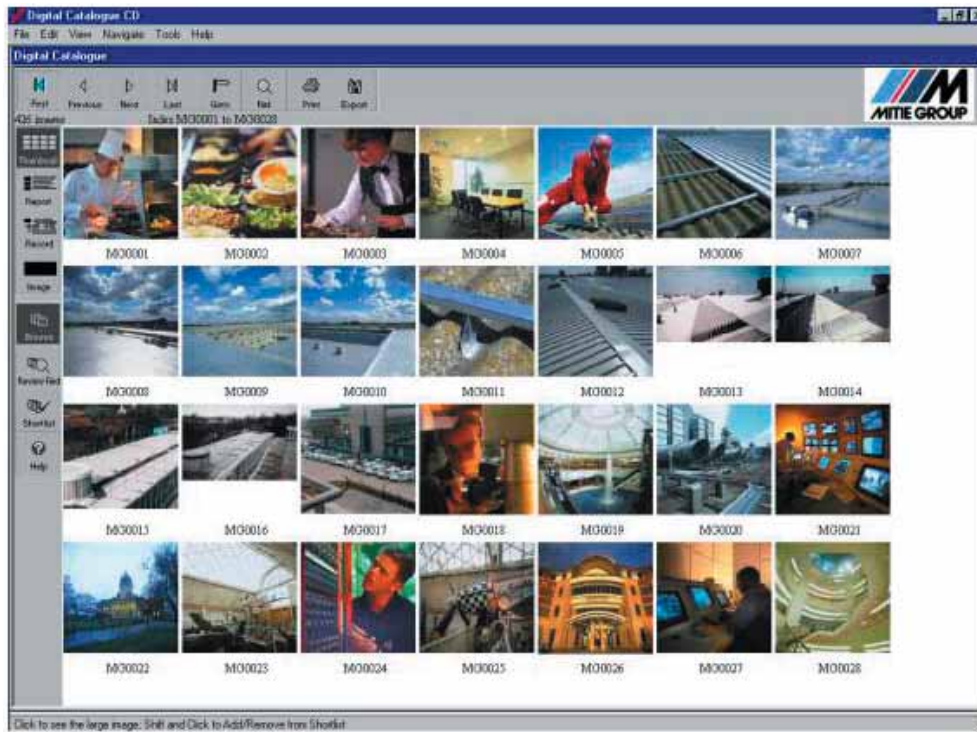 Digital Catalogue CD
File Edit View Navigate Tools Help
Digital Catalogue
First Previous Next Last Goto Print Export
MITIE GROUP
426 Index MO0001 to MO0028
Thumbnail
Report
Record
Image
Browse
Review
Shortlist
Help
MO0001 MO0002 MO0003 MO0004 MO0005 MO0006 MO0007
MO0008 MO0009 MO0010 MO0011 MO0012 MO0013 MO0014
MO0015 MO0016 MO0017 MO0018 MO0019 MO0020 MO0021
MO0022 MO0023 MO0024 MO0025 MO0026 MO0027 MO0028
Click to see the large image; Shift and Click to Add/Remove from Shortlist